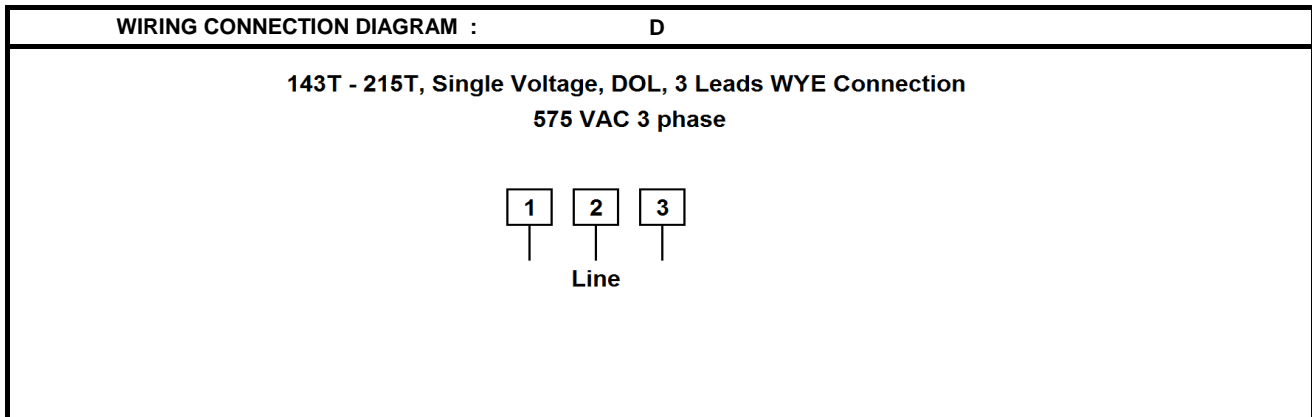 WIRING CONNECTION DIAGRAM : D
143T - 215T, Single Voltage, DOL, 3 Leads WYE Connection
575 VAC 3 phase
1 2 3
Line